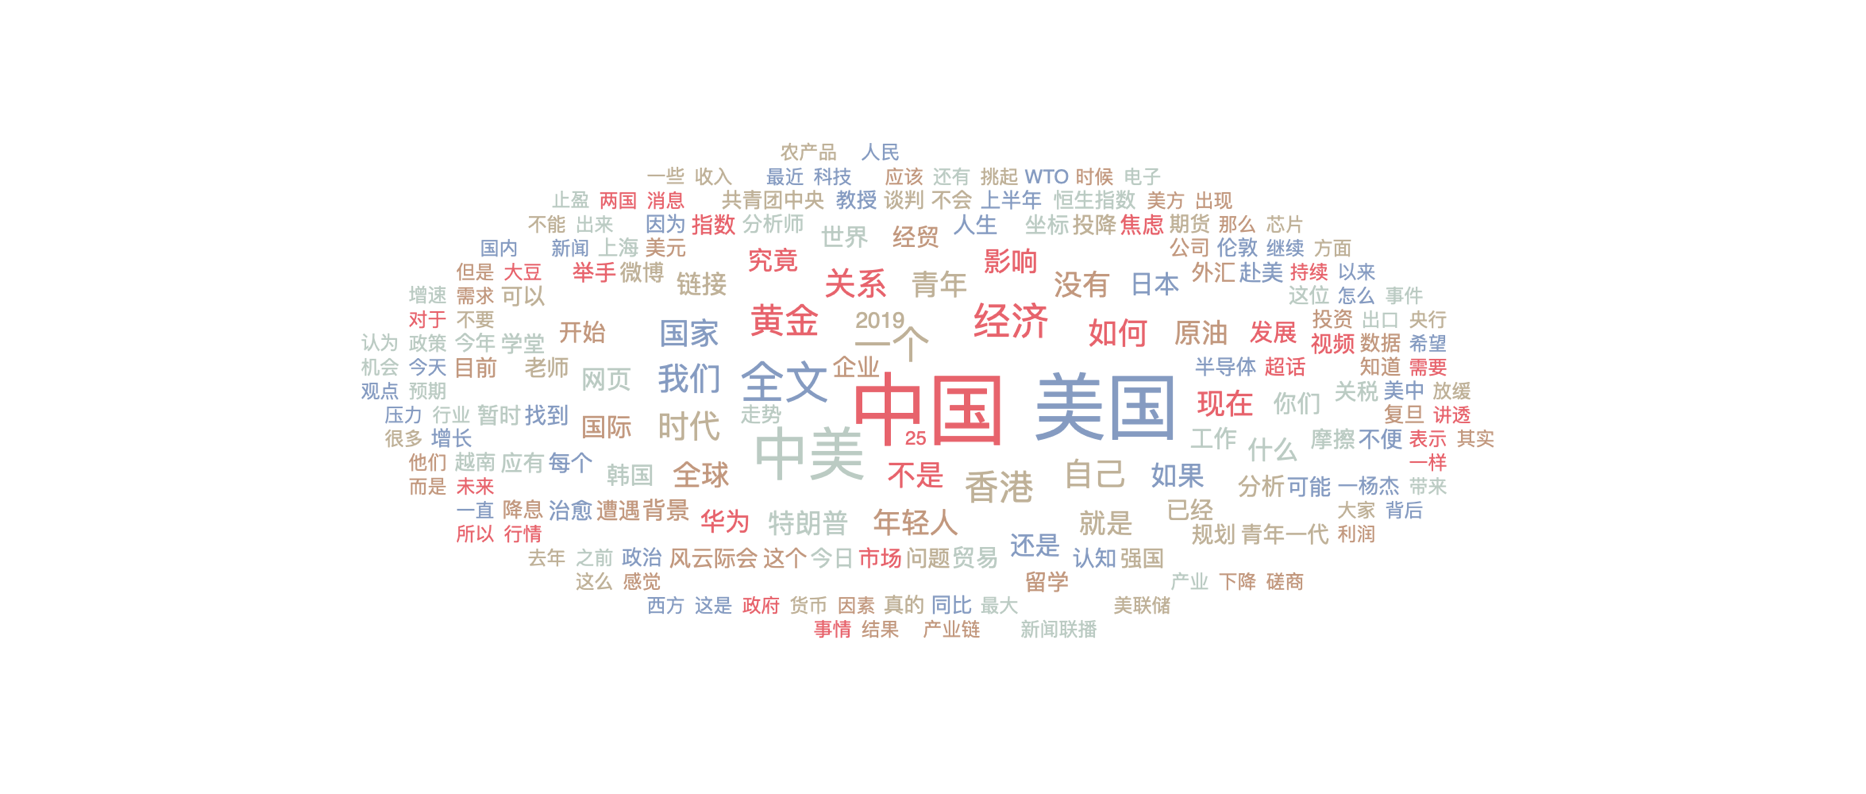 农产品 人民
一些 收入 最近 科技 应该 还有 挑起 WTO 时候 电子
止盈 两国 消息 共青团中央 教授 谈判 不会 上半年 恒生指数 美方 出现
不能 出来 因为 指数 分析师 世界 经贸 人生 坐标 投降 焦虑 期货 那么 芯片
国内 新闻 上海 美元 究竟 影响 公司 伦敦 继续 方面
但是 大豆 举手 微博 链接 关系 青年 没有 日本 外汇 赴美 持续 以来
增速 需求 可以 这位 怎么 事件
对于 不要 开始 国家 黄金 2019 经济 如何 原油 发展 投资 出口 央行
认为 政策 今年 学堂 一个 视频 数据 希望
机会 今天 目前 老师 网页 我们 全文 企业 半导体 超话 知道 需要
观点 预期 中国 美国 现在 你们 关税 美中 放缓
压力 行业 暂时 找到 国际 时代 走势 复旦 讲透
很多 增长 中美 25 工作 什么 摩擦 不便 表示 其实
他们 越南 应有 每个 韩国 全球 不是 香港 自己 如果 一样
而是 未来 分析 可能 一杨杰 带来
一直 降息 治愈 遭遇 背景 华为 特朗普 年轻人 就是 已经 大家 背后
所以 行情 规划 青年一代 利润
去年 之前 政治 风云际会 这个 今日 市场 问题 贸易 还是 认知 强国
这么 感觉 留学 产业 下降 磋商
西方 这是 政府 货币 因素 真的 同比 最大 美联储
事情 结果 产业链 新闻联播